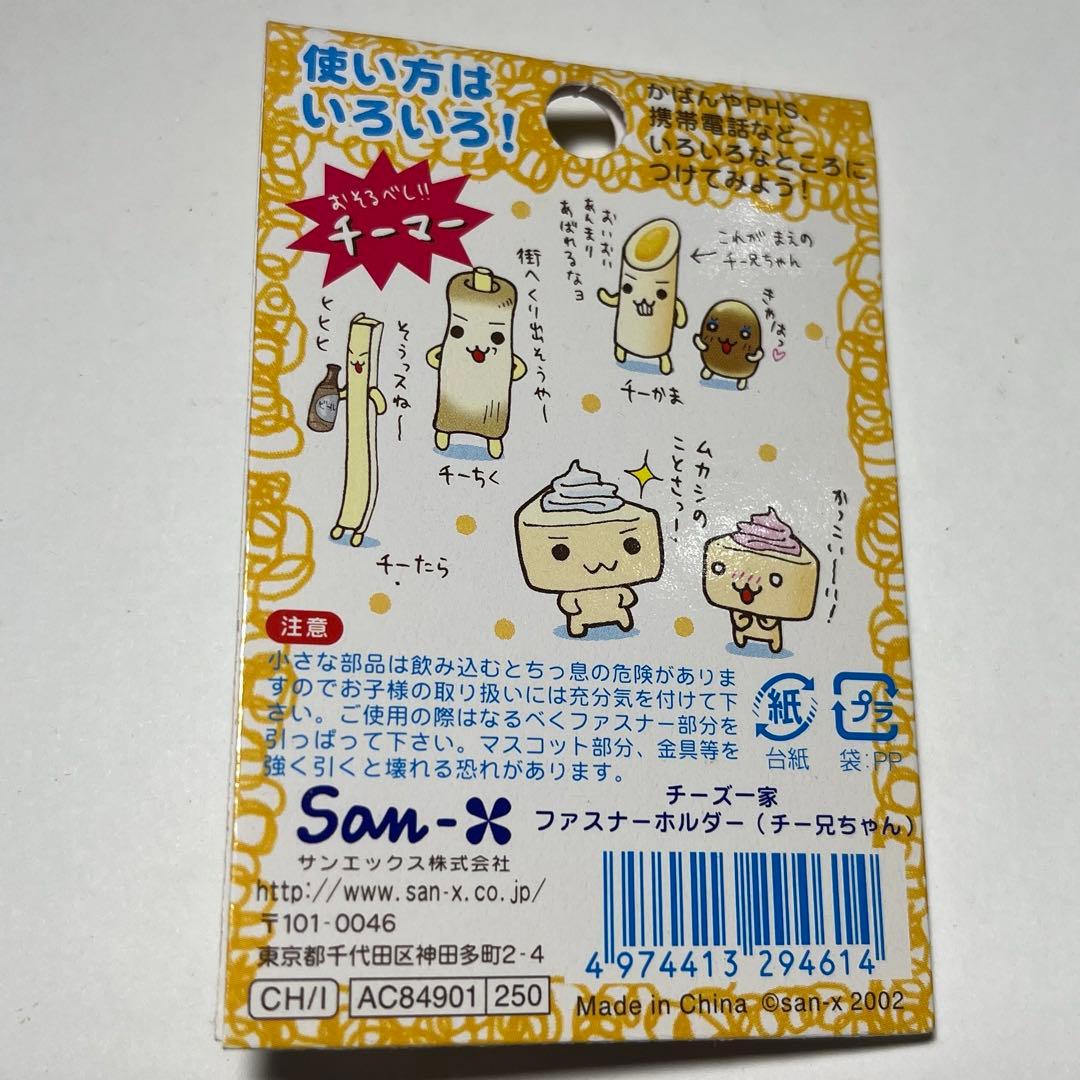 使い方は
いろいろ!
かばんやPHS、
携帯電話など
いろいろなところに
つけてみよう!
おそるべし!!
チーマー
ヒヒヒ
そうっスね〜
ビール
チーたら
街へくり出そうや〜
チーちく
おいおい
あんまり
あばれるなョ
これが まえの
チー兄ちゃん
チーかま
きゃはっ♡
ムカシの
ことさっー!
かっこい〜い!
注意
小さな部品は飲み込むとちっ息の危険がありま
すのでお子様の取り扱いには充分気を付けて下
さい。ご使用の際はなるべくファスナー部分を
引っぱって下さい。マスコット部分、金具等を
強く引くと壊れる恐れがあります。
紙
台紙
プラ
袋:PP
San-X
サンエックス株式会社
http://www.san-x.co.jp/
〒101-0046
東京都千代田区神田多町2-4
CH/I AC84901 250
チーズ一家
ファスナーホルダー(チー兄ちゃん)
4 974413 294614
Made in China ©san-x 2002